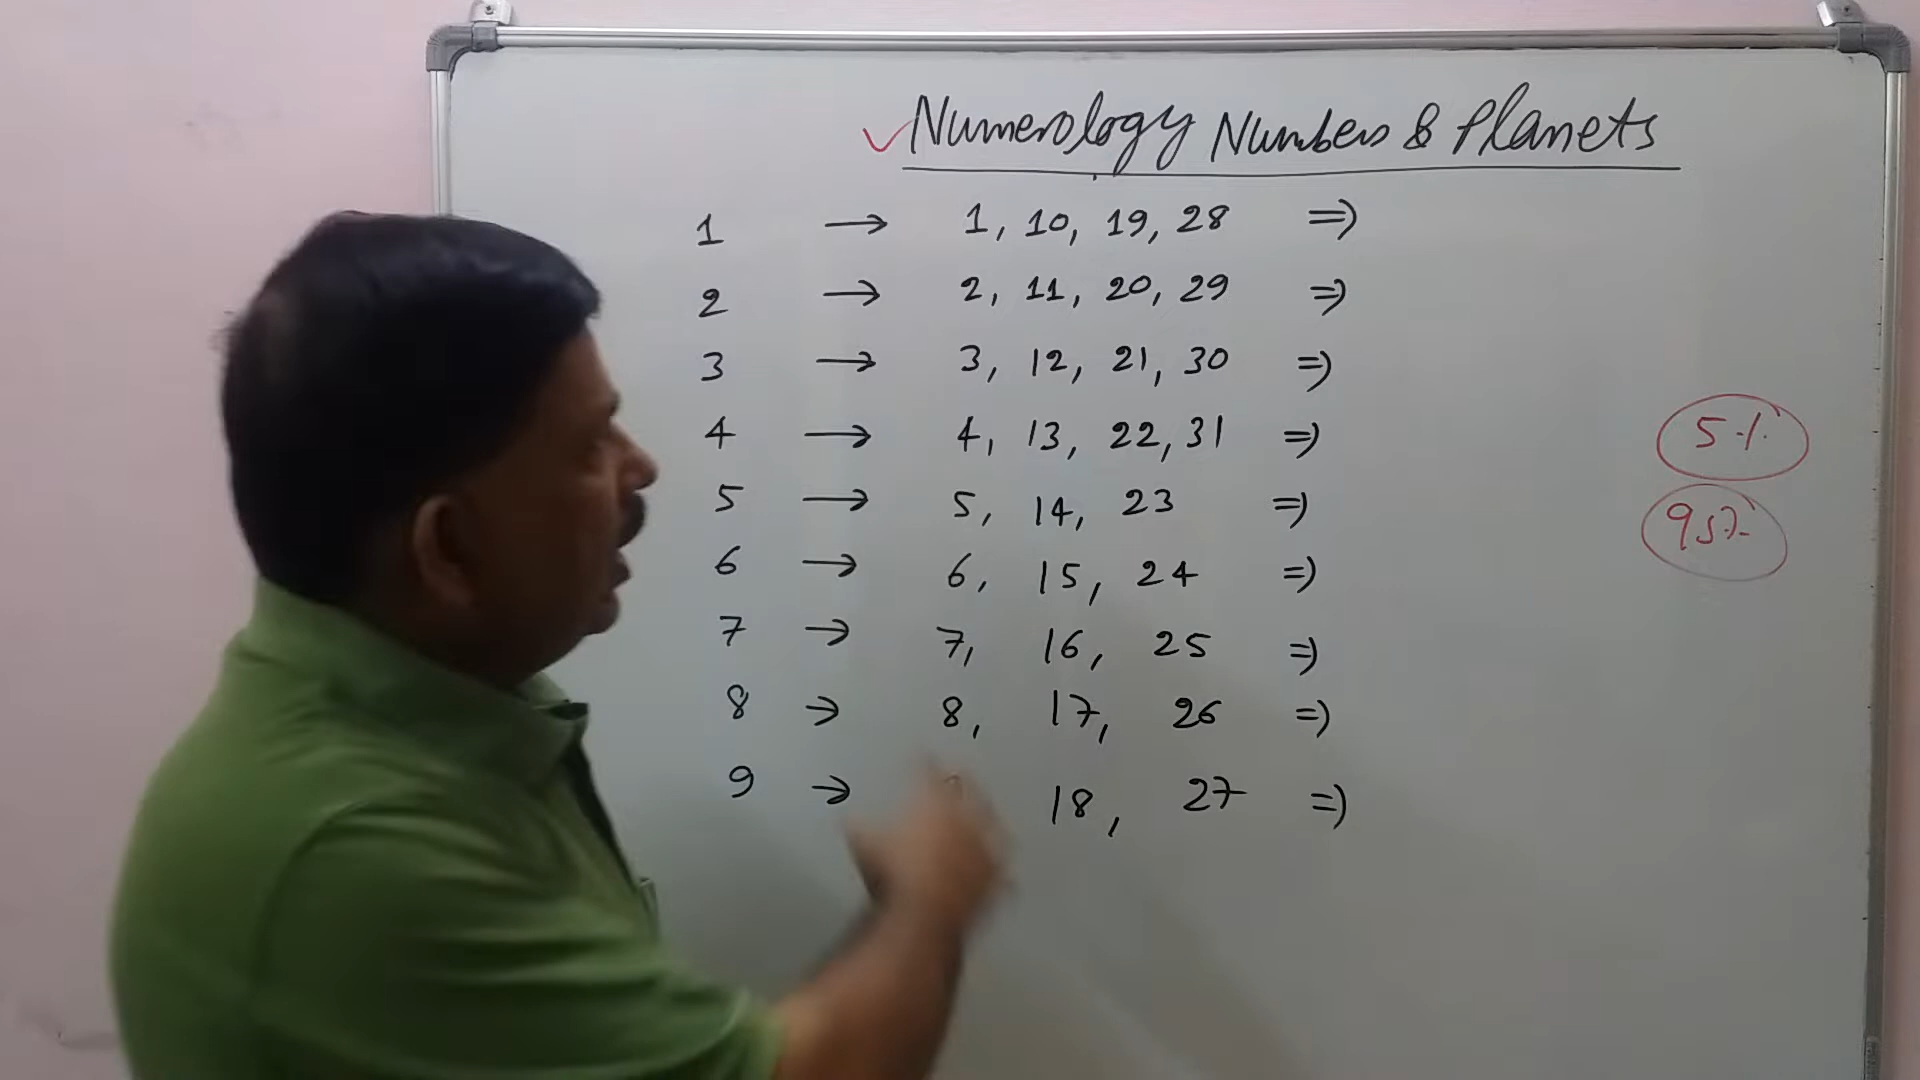 ✓ Numerology Numbers & Planets
1 → 1, 10, 19, 28 ⇒
2 → 2, 11, 20, 29 ⇒
3 → 3, 12, 21, 30 ⇒
4 → 4, 13, 22, 31 ⇒
5 → 5, 14, 23 ⇒
6 → 6, 15, 24 ⇒
7 → 7, 16, 25 ⇒
8 → 8, 17, 26 ⇒
9 → 18, 27 ⇒
5%
95%